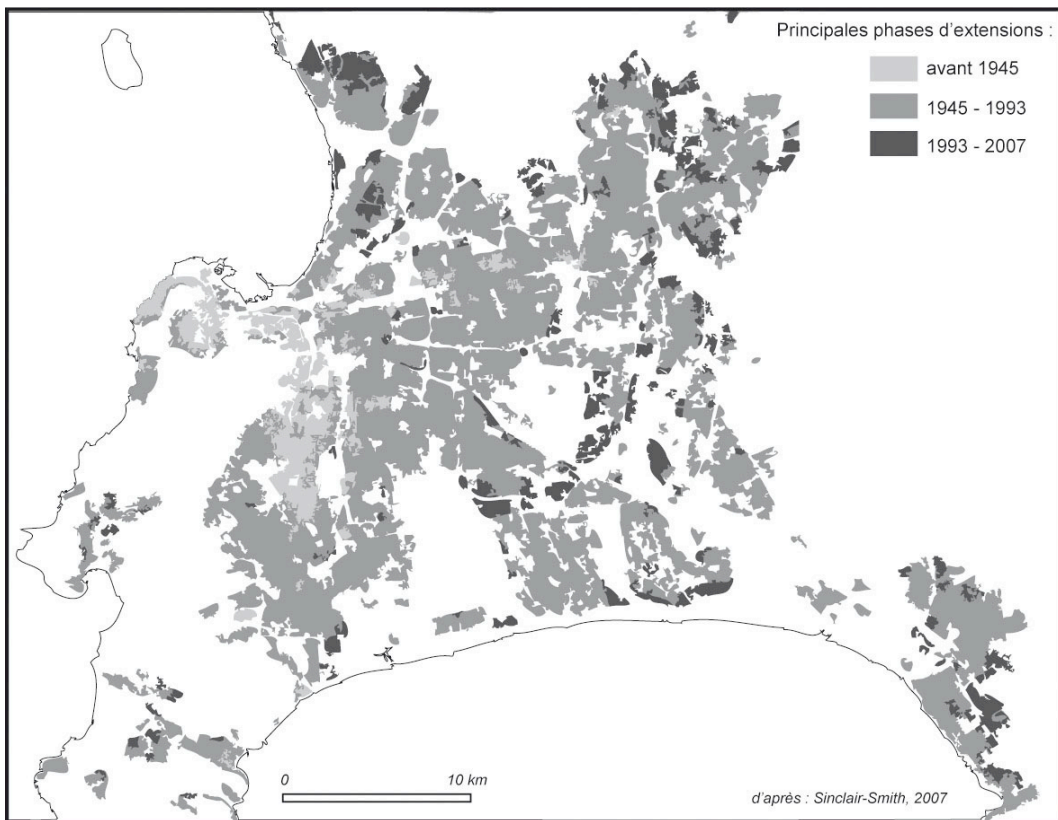 Principales phases d'extensions :
avant 1945
1945 - 1993
1993 - 2007
0 10 km
d'après : Sinclair-Smith, 2007